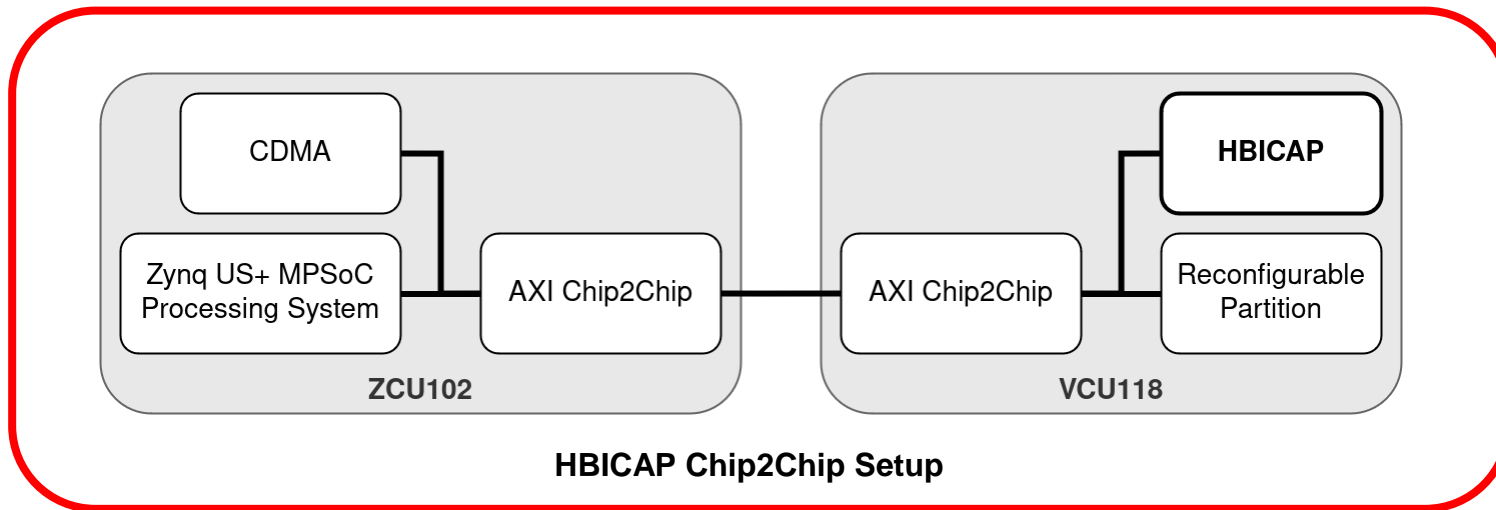 CDMA
HBICAP
Zynq US+ MPSoC
Processing System
AXI Chip2Chip
AXI Chip2Chip
Reconfigurable
Partition
ZCU102
VCU118
HBICAP Chip2Chip Setup